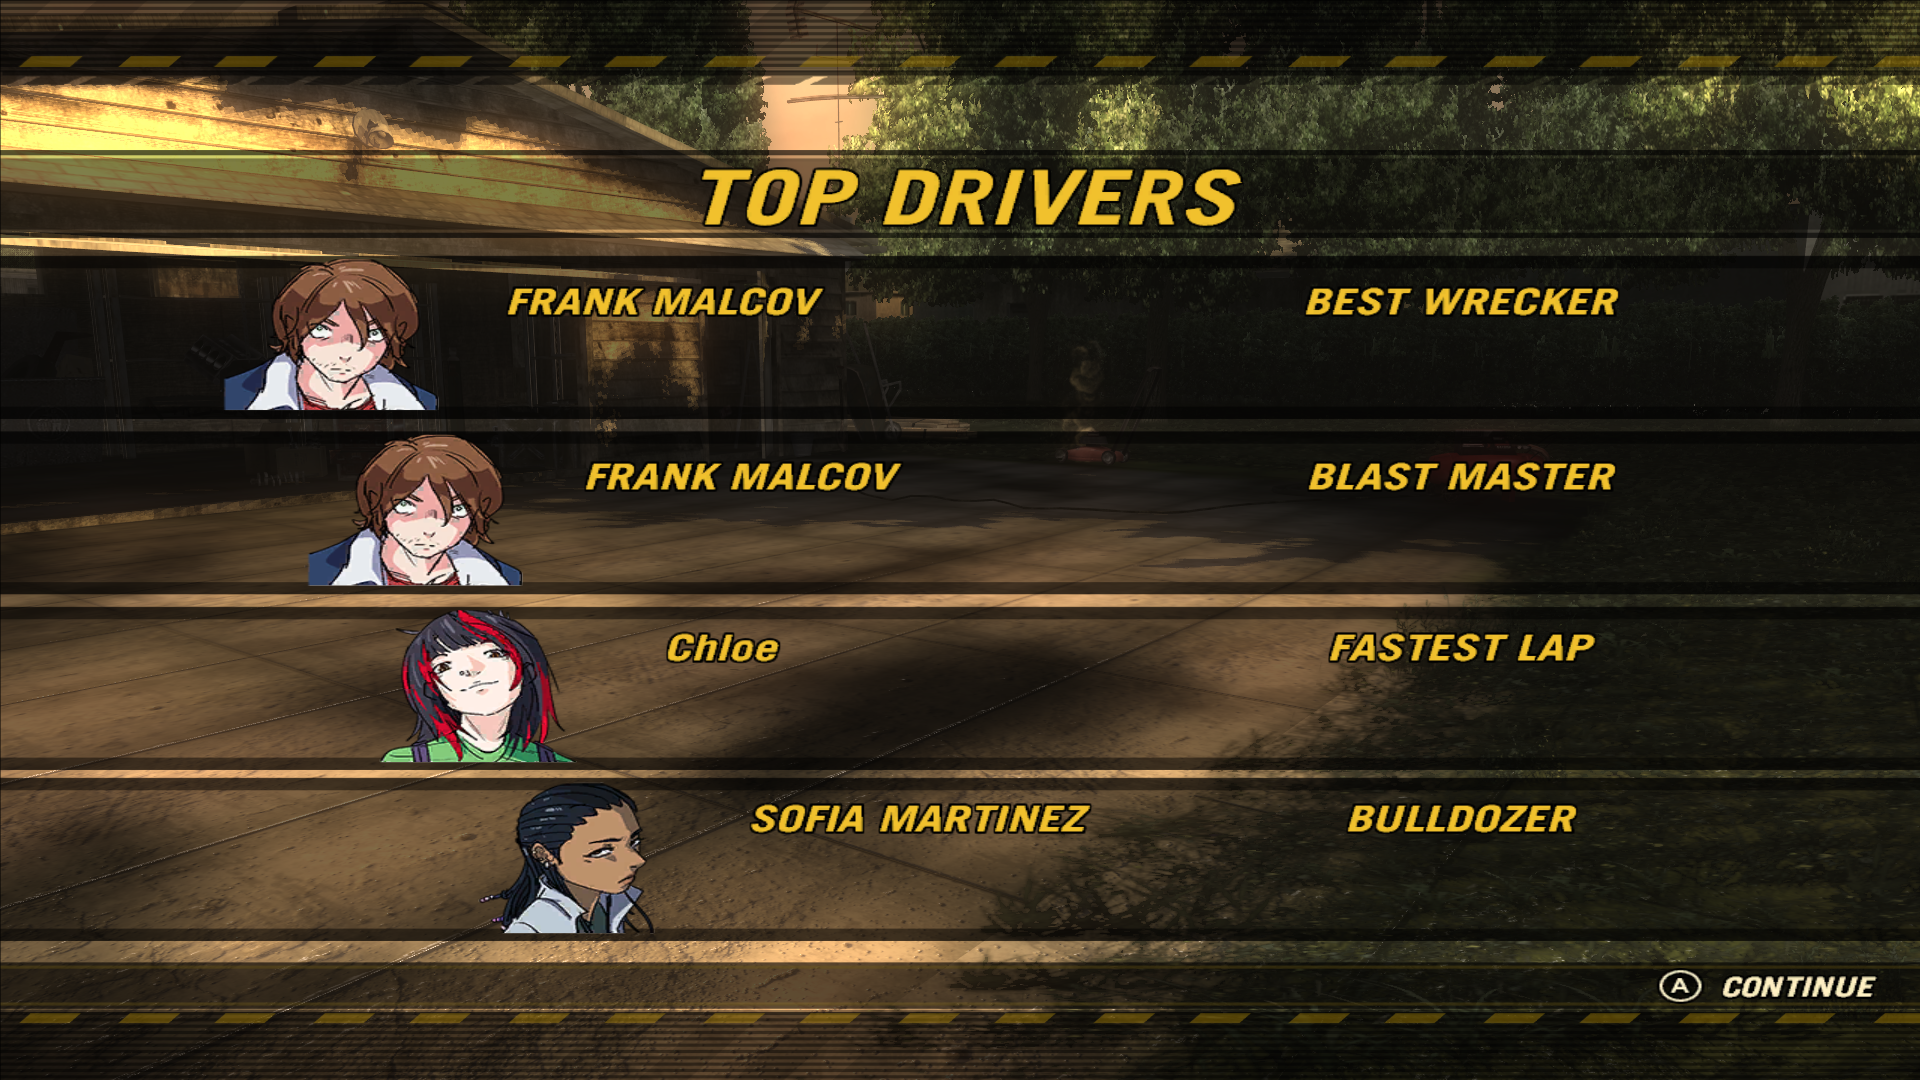 TOP DRIVERS
FRANK MALCOV BEST WRECKER
FRANK MALCOV BLAST MASTER
Chloe FASTEST LAP
SOFIA MARTINEZ BULLDOZER
A CONTINUE